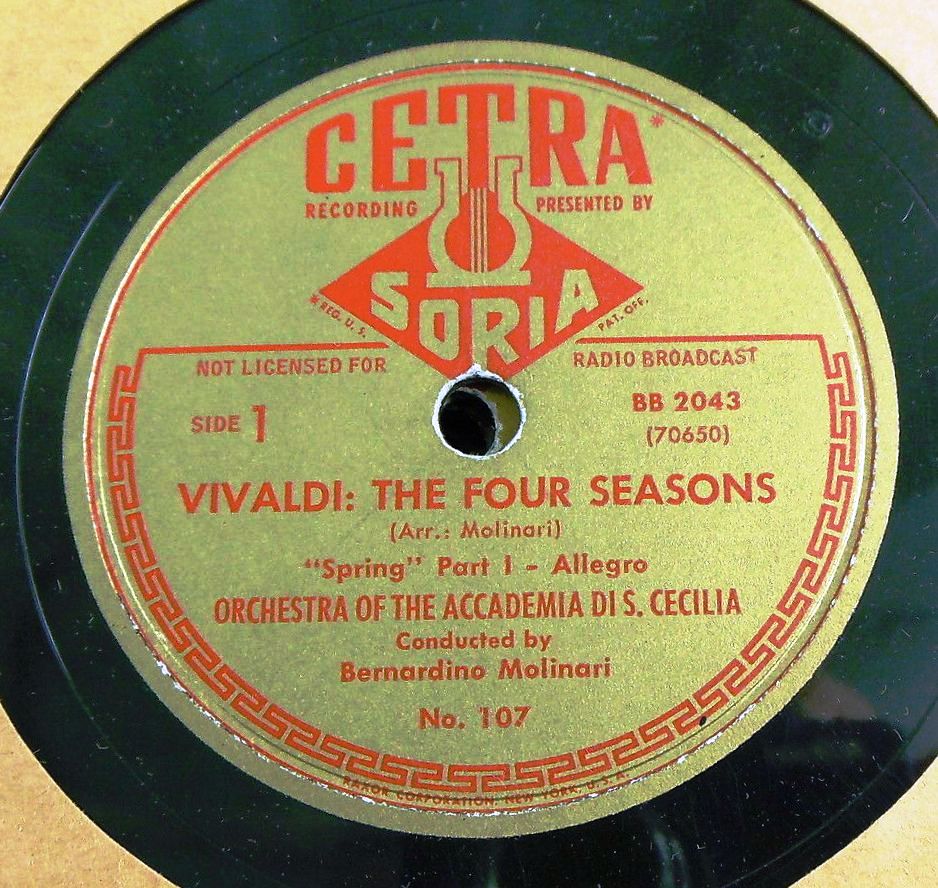 CETRA*
RECORDING PRESENTED BY
SORIA
*REG. U. S. PAT. OFF.
NOT LICENSED FOR RADIO BROADCAST
SIDE 1
BB 2043
(70650)
VIVALDI: THE FOUR SEASONS
(Arr.: Molinari)
"Spring" Part I - Allegro
ORCHESTRA OF THE ACCADEMIA DI S. CECILIA
Conducted by
Bernardino Molinari
No. 107
CORPORATION, NEW YORK, U.S.A.